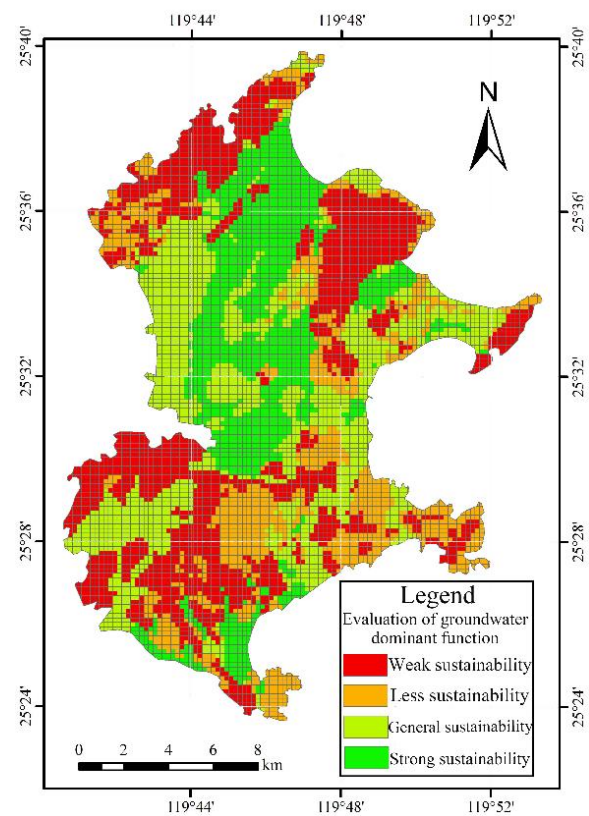 119°44' 119°48' 119°52'
25°40' 25°40'
N
25°36' 25°36'
25°32' 25°32'
25°28' 25°28'
Legend
Evaluation of groundwater
dominant function
Weak sustainability
Less sustainability
General sustainability
Strong sustainability
25°24' 25°24'
0 2 4 6 8
km
119°44' 119°48' 119°52'